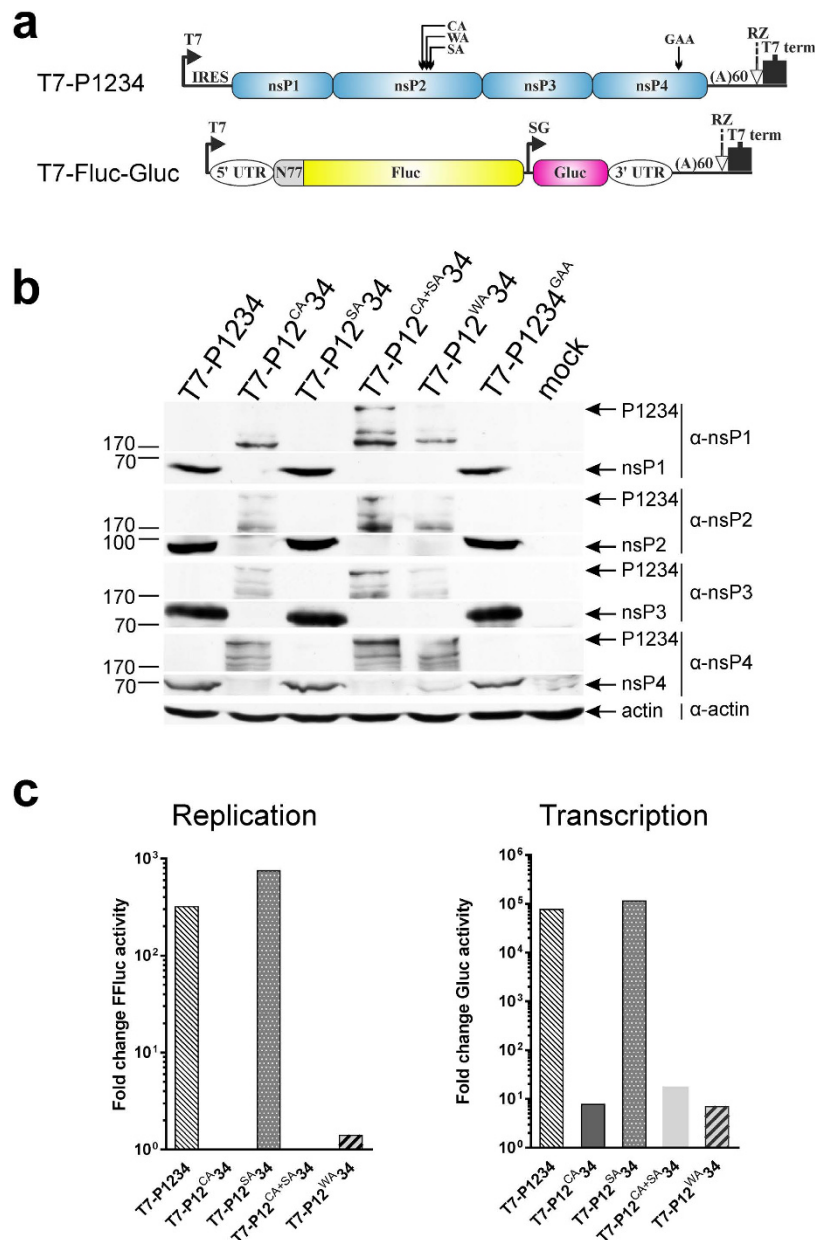 a
T7-P1234
T7
IRES
nsP1
nsP2
nsP3
nsP4
CA
WA
SA
GAA
(A)60
RZ
T7 term
T7-Fluc-Gluc
T7
5' UTR
N77
Fluc
SG
Gluc
3' UTR
(A)60
RZ
T7 term
b
T7-P1234
T7-P12CA34
T7-P12SA34
T7-P12CA+SA34
T7-P12WA34
T7-P1234GAA
mock
170
P1234
α-nsP1
70
nsP1
170
P1234
α-nsP2
100
nsP2
170
P1234
α-nsP3
70
nsP3
170
P1234
α-nsP4
70
nsP4
actin
α-actin
c
Replication
Fold change FFluc activity
10³
10²
10¹
10⁰
T7-P1234
T7-P12CA34
T7-P12SA34
T7-P12CA+SA34
T7-P12WA34
Transcription
Fold change Gluc activity
10⁶
10⁵
10⁴
10³
10²
10¹
10⁰
T7-P1234
T7-P12CA34
T7-P12SA34
T7-P12CA+SA34
T7-P12WA34